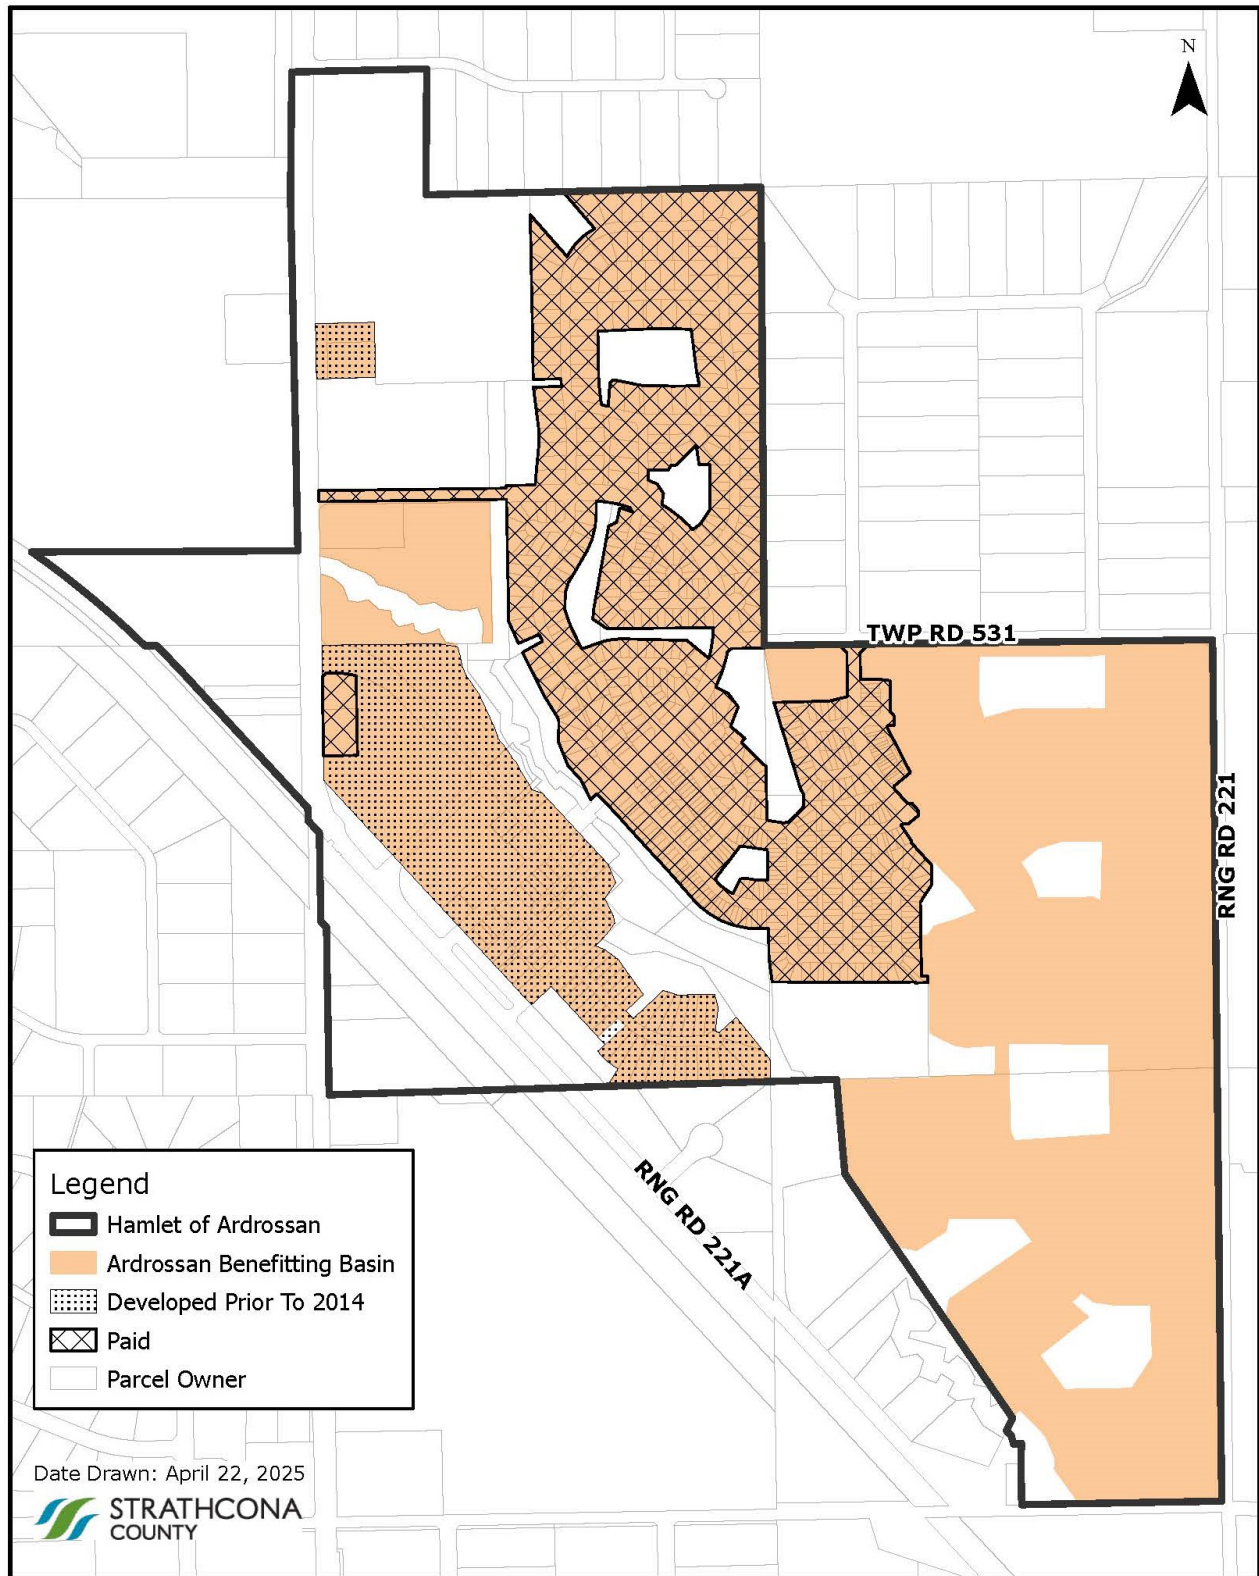 N
TWP RD 531
RNG RD 221
RNG RD 221A
Legend
Hamlet of Ardrossan
Ardrossan Benefitting Basin
Developed Prior To 2014
Paid
Parcel Owner
Date Drawn: April 22, 2025
STRATHCONA
COUNTY